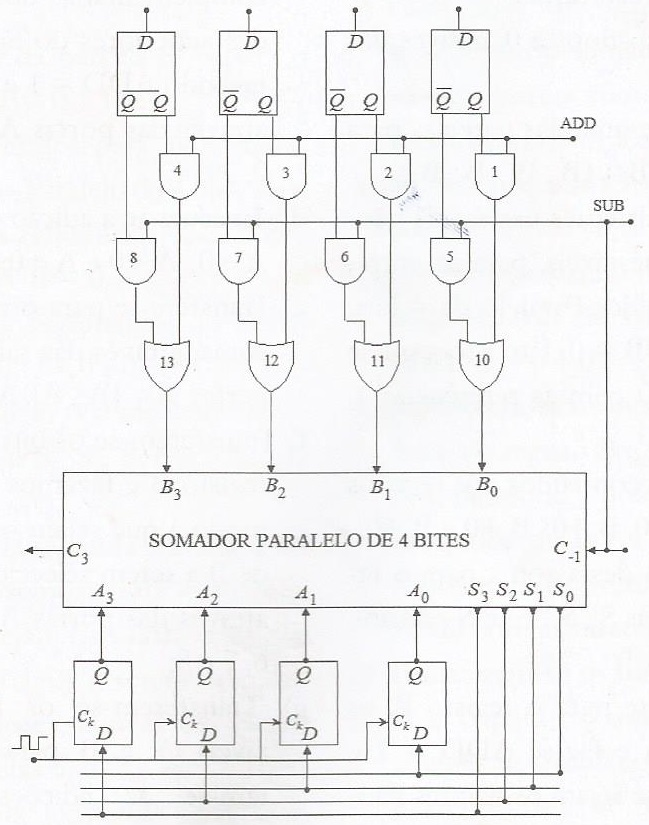 D D D D
Q̅ Q Q̅ Q Q̅ Q Q̅ Q
ADD
4 3 2 1
SUB
8 7 6 5
13 12 11 10
B3 B2 B1 B0
SOMADOR PARALELO DE 4 BITES
C3 C-1
A3 A2 A1 A0 S3 S2 S1 S0
Q Q Q Q
Ck Ck Ck Ck
D D D D